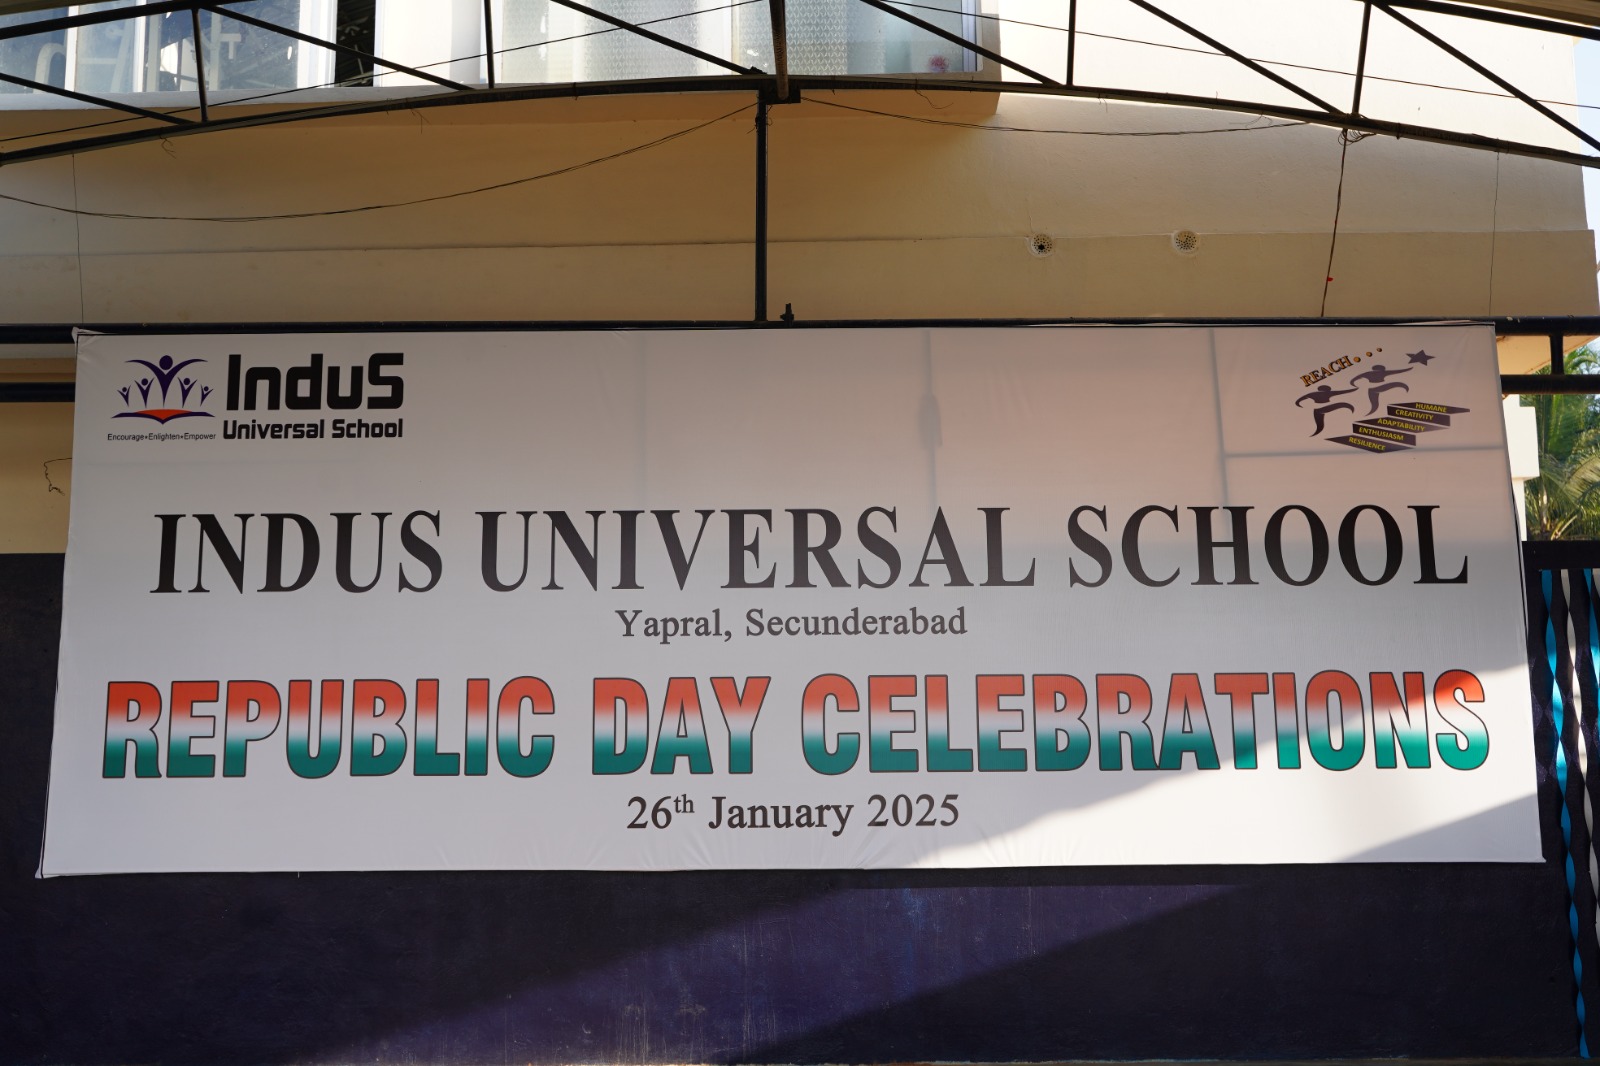 InduS
Universal School
Encourage•Enlighten•Empower
REACH...
HUMANE
CREATIVITY
ADAPTABILITY
ENTHUSIASM
RESILIENCE
INDUS UNIVERSAL SCHOOL
Yapral, Secunderabad
REPUBLIC DAY CELEBRATIONS
26th January 2025